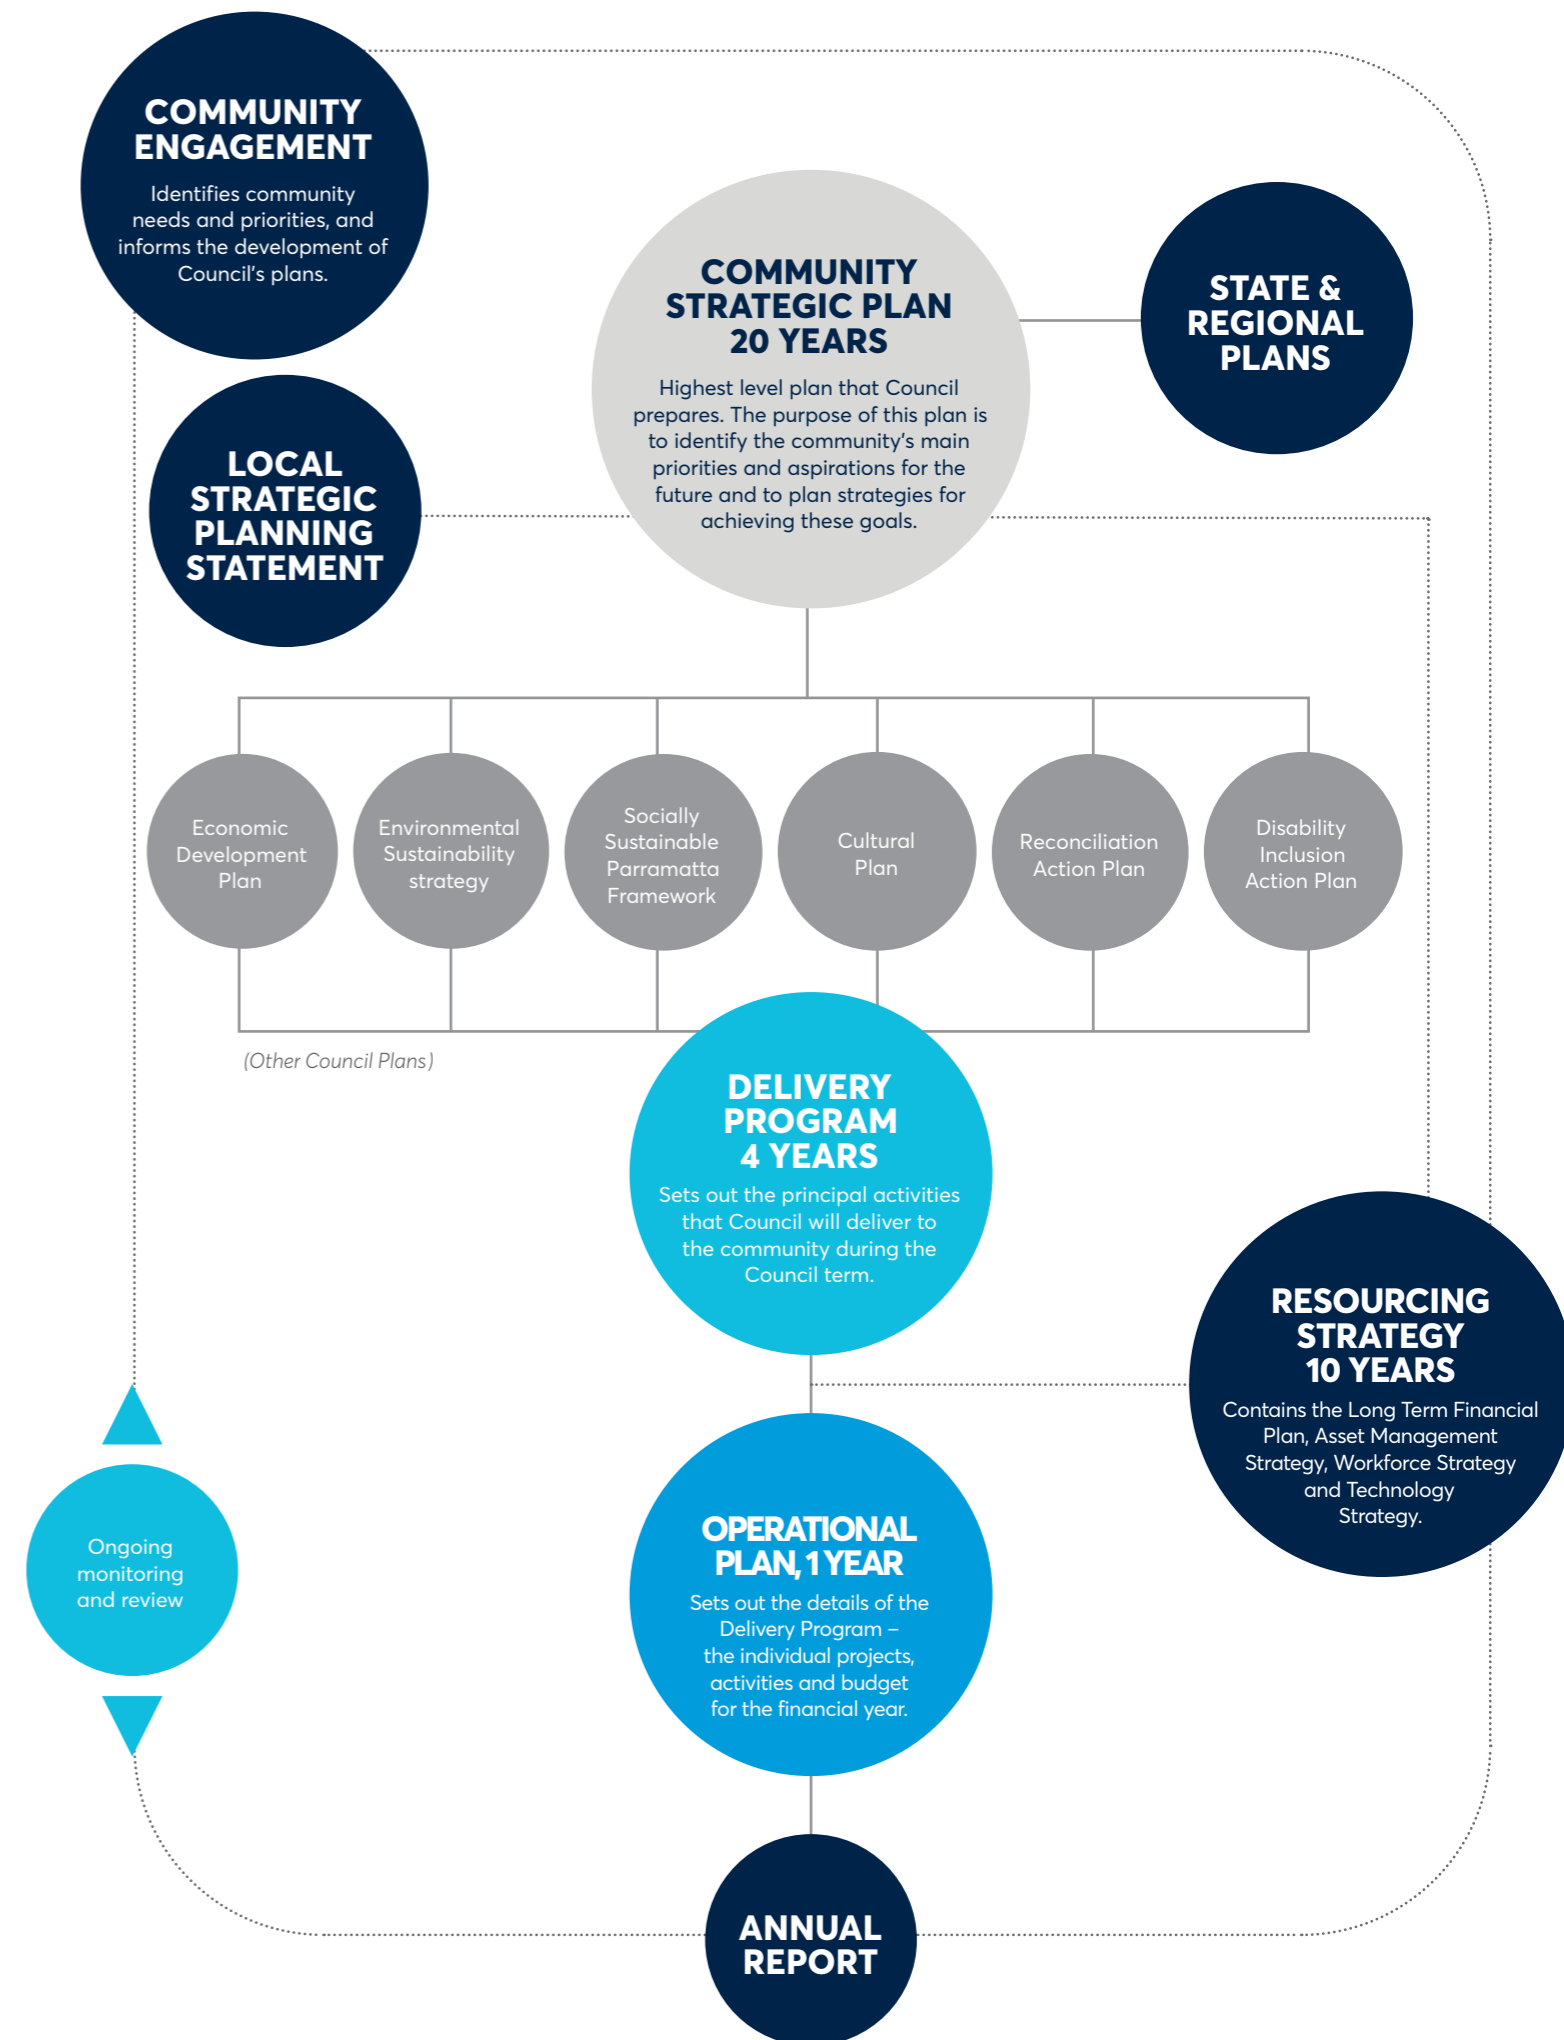 COMMUNITY
ENGAGEMENT
Identifies community
needs and priorities, and
informs the development of
Council's plans.
COMMUNITY
STRATEGIC PLAN
20 YEARS
Highest level plan that Council
prepares. The purpose of this plan is
to identify the community's main
priorities and aspirations for the
future and to plan strategies for
achieving these goals.
STATE &
REGIONAL
PLANS
LOCAL
STRATEGIC
PLANNING
STATEMENT
Economic
Development
Plan
Environmental
Sustainability
strategy
Socially
Sustainable
Parramatta
Framework
Cultural
Plan
Reconciliation
Action Plan
Disability
Inclusion
Action Plan
(Other Council Plans)
DELIVERY
PROGRAM
4 YEARS
Sets out the principal activities
that Council will deliver to
the community during the
Council term.
RESOURCING
STRATEGY
10 YEARS
Contains the Long Term Financial
Plan, Asset Management
Strategy, Workforce Strategy
and Technology
Strategy.
Ongoing
monitoring
and review
OPERATIONAL
PLAN, 1 YEAR
Sets out the details of the
Delivery Program –
the individual projects,
activities and budget
for the financial year.
ANNUAL
REPORT